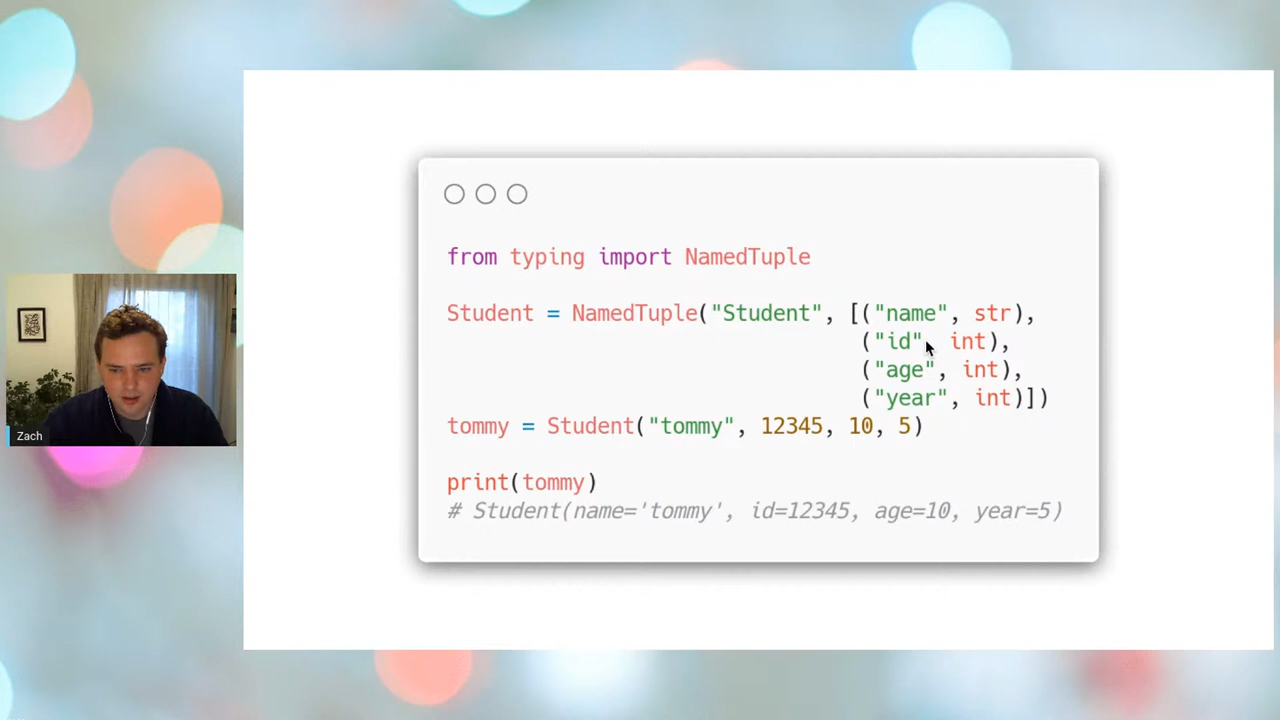 from typing import NamedTuple
Student = NamedTuple("Student", [("name", str),
("id", int),
("age", int),
("year", int)])
tommy = Student("tommy", 12345, 10, 5)
print(tommy)
# Student(name='tommy', id=12345, age=10, year=5)
Zach